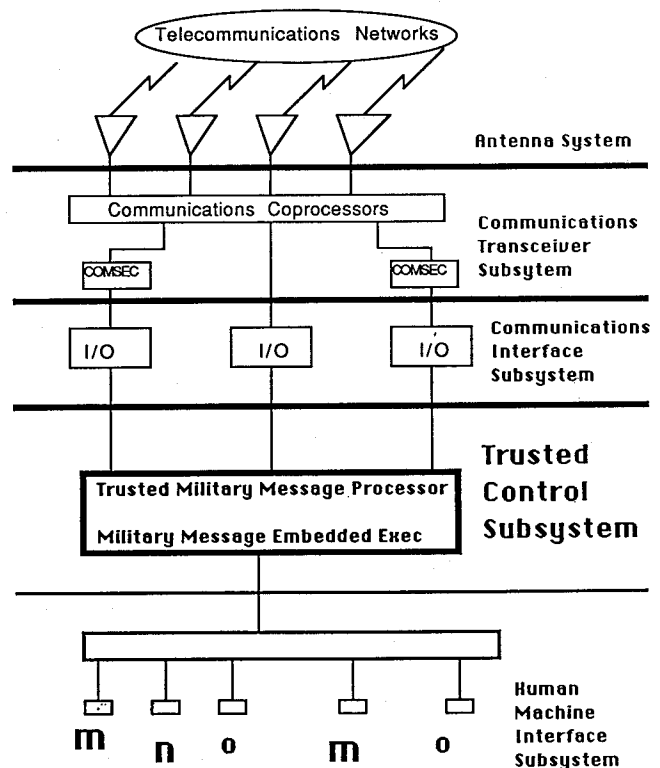 Telecommunications Networks
Antenna System
Communications Coprocessors
Communications
Transceiver
Subsytem
COMSEC
COMSEC
Communications
Interface
Subsystem
I/O
I/O
I/O
Trusted
Control
Subsystem
Trusted Military Message Processor
Military Message Embedded Exec
Human
Machine
Interface
Subsystem
m n o m o